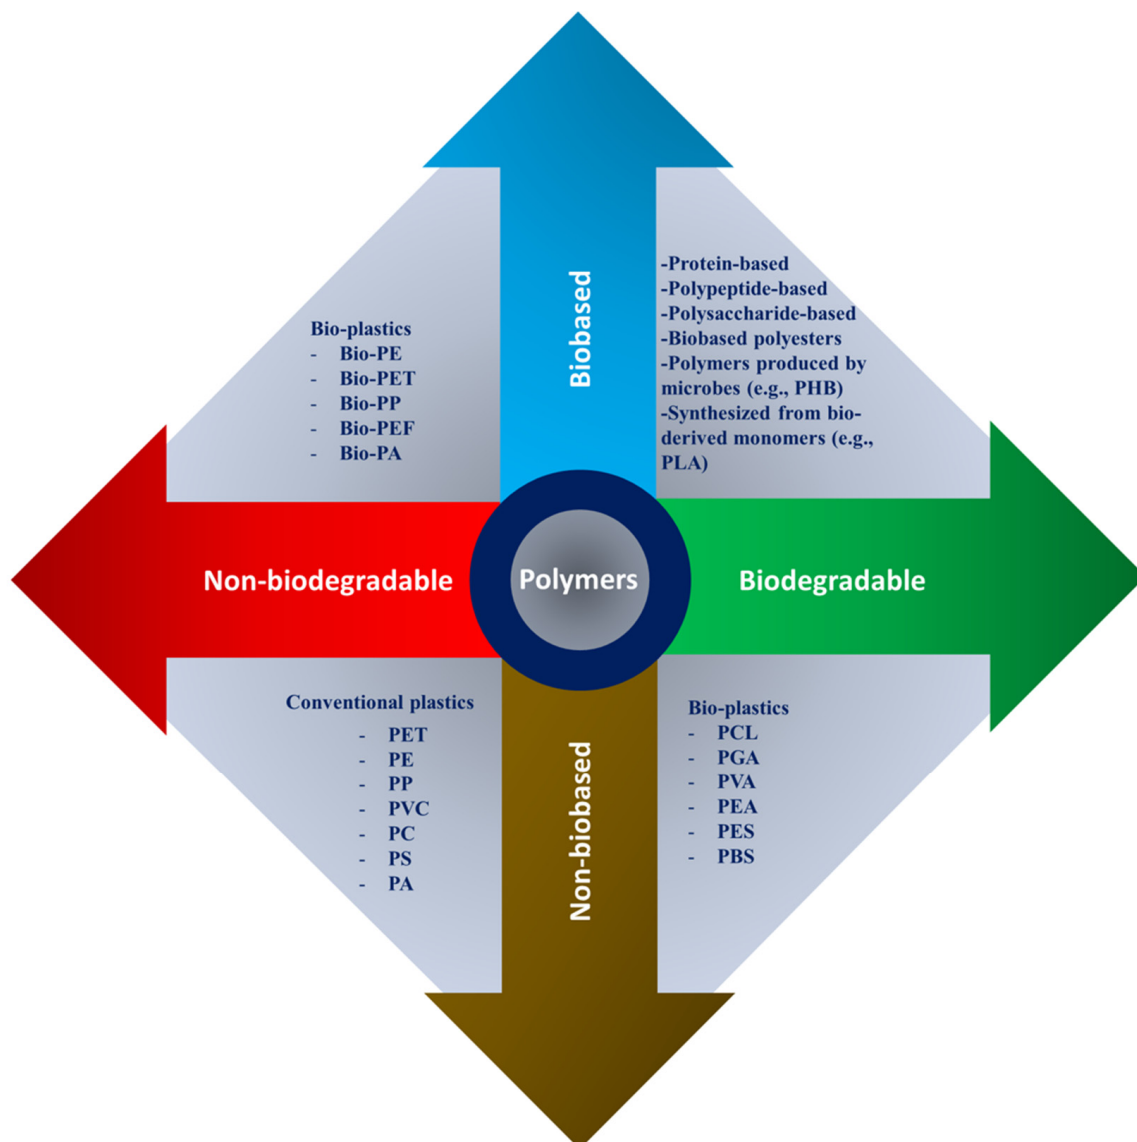 Biobased
-Protein-based
-Polypeptide-based
-Polysaccharide-based
-Biobased polyesters
-Polymers produced by
microbes (e.g., PHB)
-Synthesized from bio-
derived monomers (e.g.,
PLA)
Bio-plastics
- Bio-PE
- Bio-PET
- Bio-PP
- Bio-PEF
- Bio-PA
Non-biodegradable
Polymers
Biodegradable
Conventional plastics
- PET
- PE
- PP
- PVC
- PC
- PS
- PA
Non-biobased
Bio-plastics
- PCL
- PGA
- PVA
- PEA
- PES
- PBS